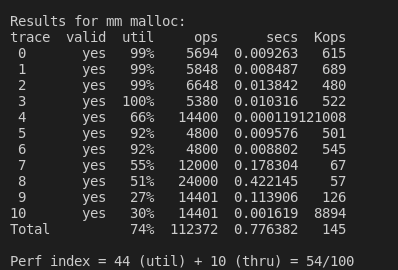 Results for mm malloc:
trace  valid  util     ops      secs  Kops
 0       yes   99%    5694  0.009263   615
 1       yes   99%    5848  0.008487   689
 2       yes   99%    6648  0.013842   480
 3       yes  100%    5380  0.010316   522
 4       yes   66%   14400  0.000119121008
 5       yes   92%    4800  0.009576   501
 6       yes   92%    4800  0.008802   545
 7       yes   55%   12000  0.178304    67
 8       yes   51%   24000  0.422145    57
 9       yes   27%   14401  0.113906   126
10       yes   30%   14401  0.001619  8894
Total          74%  112372  0.776382   145

Perf index = 44 (util) + 10 (thru) = 54/100